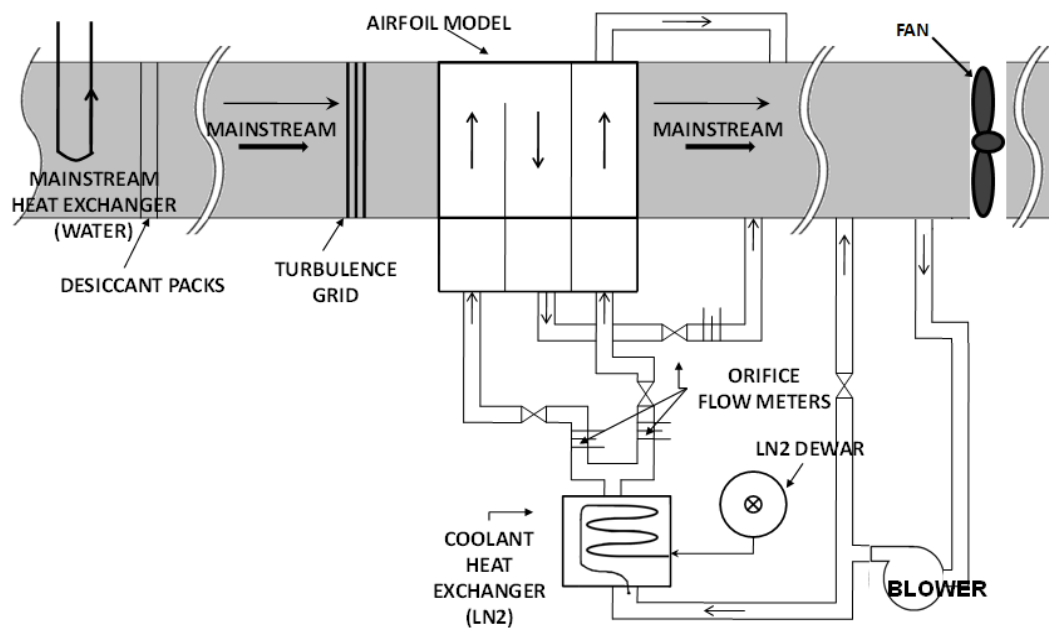 AIRFOIL MODEL
FAN
MAINSTREAM
MAINSTREAM
MAINSTREAM
HEAT EXCHANGER
(WATER)
DESICCANT PACKS
TURBULENCE
GRID
ORIFICE
FLOW METERS
LN2 DEWAR
COOLANT
HEAT
EXCHANGER
(LN2)
BLOWER